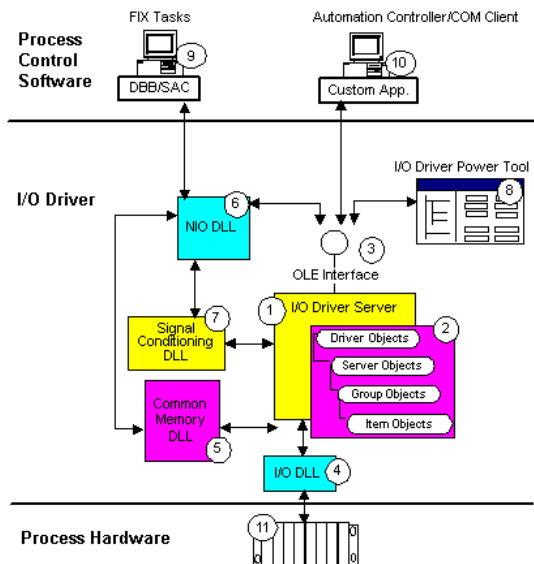 FIX Tasks
Automation Controller/COM Client
Process
Control
Software
9
10
DBB/SAC
Custom App.
I/O Driver Power Tool
8
I/O Driver
6
NIO DLL
3
OLE Interface
1
I/O Driver Server
7
Signal
Conditioning
DLL
2
Driver Objects
Server Objects
Group Objects
Item Objects
Common
Memory
DLL
5
I/O DLL
4
Process Hardware
11